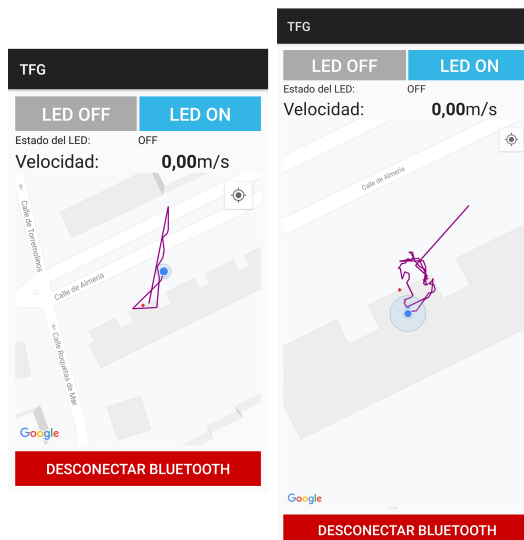 TFG
LED OFF LED ON
Estado del LED: OFF
Velocidad: 0,00m/s
Calle de Torremolinos
Calle de Almería
Calle Roquetas de Mar
Google
DESCONECTAR BLUETOOTH
TFG
LED OFF LED ON
Estado del LED: OFF
Velocidad: 0,00m/s
Calle de Almería
Google
DESCONECTAR BLUETOOTH